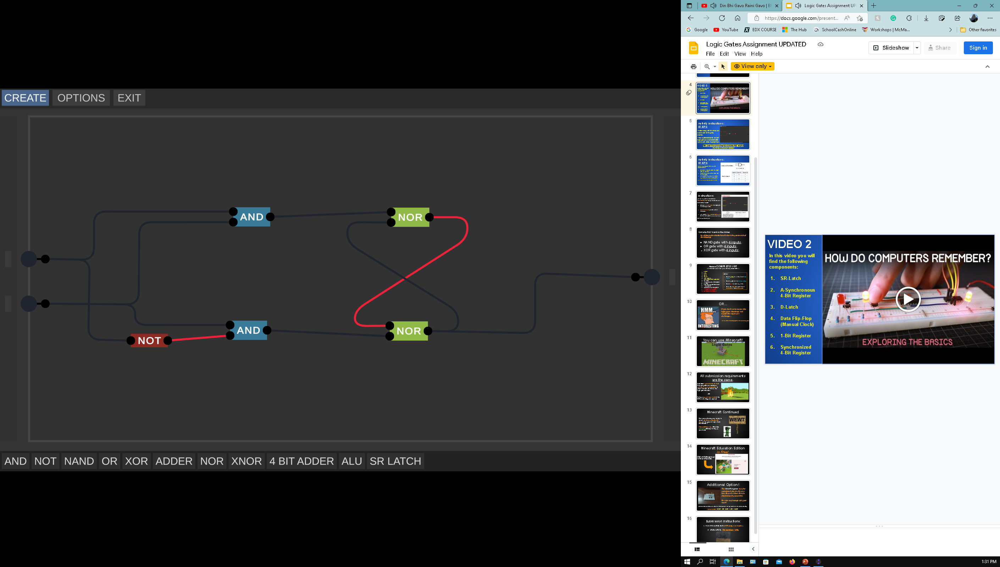 CREATE OPTIONS EXIT
AND
NOR
NOT
AND
NOR
AND NOT NAND OR XOR ADDER NOR XNOR 4 BIT ADDER ALU SR LATCH
Din Bhi Gavo Raini Gavo | B
Logic Gates Assignment UP
https://docs.google.com/present...
Google YouTube EDX COURSE The Hub SchoolCashOnline Workshops | McMa... Other favorites
Logic Gates Assignment UPDATED
File Edit View Help
Slideshow
Share
Sign in
View only
4
VIDEO 2
HOW DO COMPUTERS REMEMBER?
EXPLORING THE BASICS
5
Activity Instructions:
STEP 3
6
Activity Instructions:
STEP 4
7
Instructions:
8
Circuits Not Found in the Video
NAND gate with 4 inputs.
OR gate with 4 inputs.
XOR gate with 4 inputs.
9
10
OR...
HMM...
INTERESTING
11
You can use Minecraft!
Logic Gates
MINECRAFT
12
All submission requirements
are the same.
13
Minecraft Continued
WEWT
14
Minecraft Education Edition
is Free!
15
Additional Option!
16
Submission Instructions:
VIDEO 2
In this video you will
find the following
components:
1. SR-Latch
2. A-Synchronous
4-Bit Register
3. D-Latch
4. Data Flip-Flop
(Manual Clock)
5. 1-Bit Register
6. Synchronized
4-Bit Register
HOW DO COMPUTERS REMEMBER?
EXPLORING THE BASICS
1:31 PM